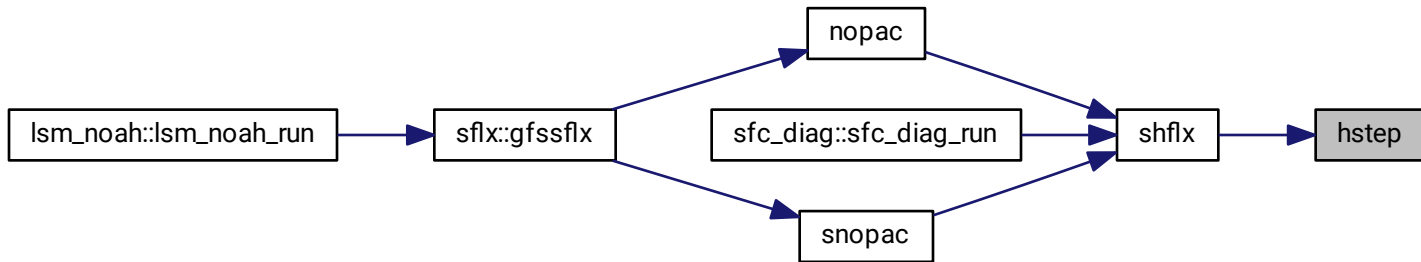 nopac
lsm_noah::lsm_noah_run
sflx::gfssflx
sfc_diag::sfc_diag_run
shflx
hstep
snopac